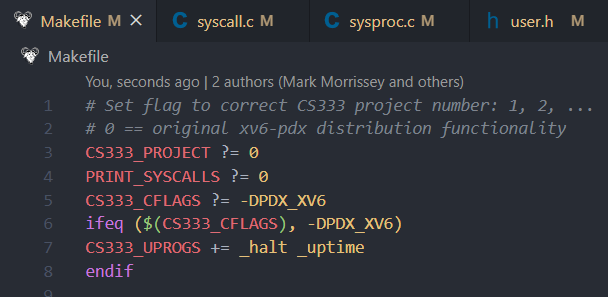 Makefile M × C syscall.c M C sysproc.c M h user.h M
Makefile
You, seconds ago | 2 authors (Mark Morrissey and others)
1 # Set flag to correct CS333 project number: 1, 2, ...
2 # 0 == original xv6-pdx distribution functionality
3 CS333_PROJECT ?= 0
4 PRINT_SYSCALLS ?= 0
5 CS333_CFLAGS ?= -DPDX_XV6
6 ifeq ($(CS333_CFLAGS), -DPDX_XV6)
7 CS333_UPROGS += _halt _uptime
8 endif
9